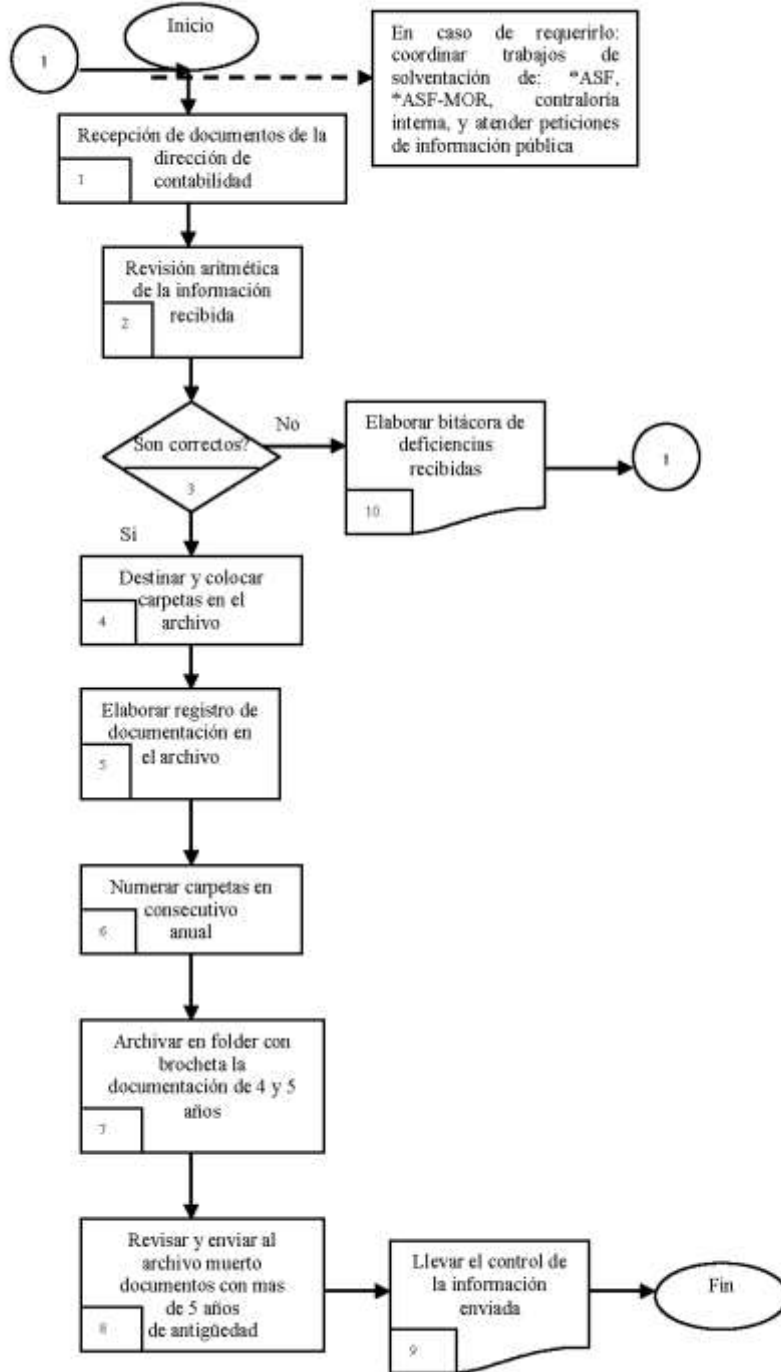 Inicio
1
En caso de requerirlo:
coordinar trabajos de
solventación de: *ASF,
*ASF-MOR, contraloría
interna, y atender peticiones
de información pública
Recepción de documentos de la
dirección de
contabilidad
1
Revisión aritmética
de la información
recibida
2
Son correctos?
3
No
Elaborar bitácora de
deficiencias
recibidas
10
1
Si
Destinar y colocar
carpetas en el
archivo
4
Elaborar registro de
documentación en
el archivo
5
Numerar carpetas en
consecutivo
anual
6
Archivar en folder con
brocheta la
documentación de 4 y 5
años
7
Revisar y enviar al
archivo muerto
documentos con mas
de 5 años
de antigüedad
8
Llevar el control de
la información
enviada
9
Fin